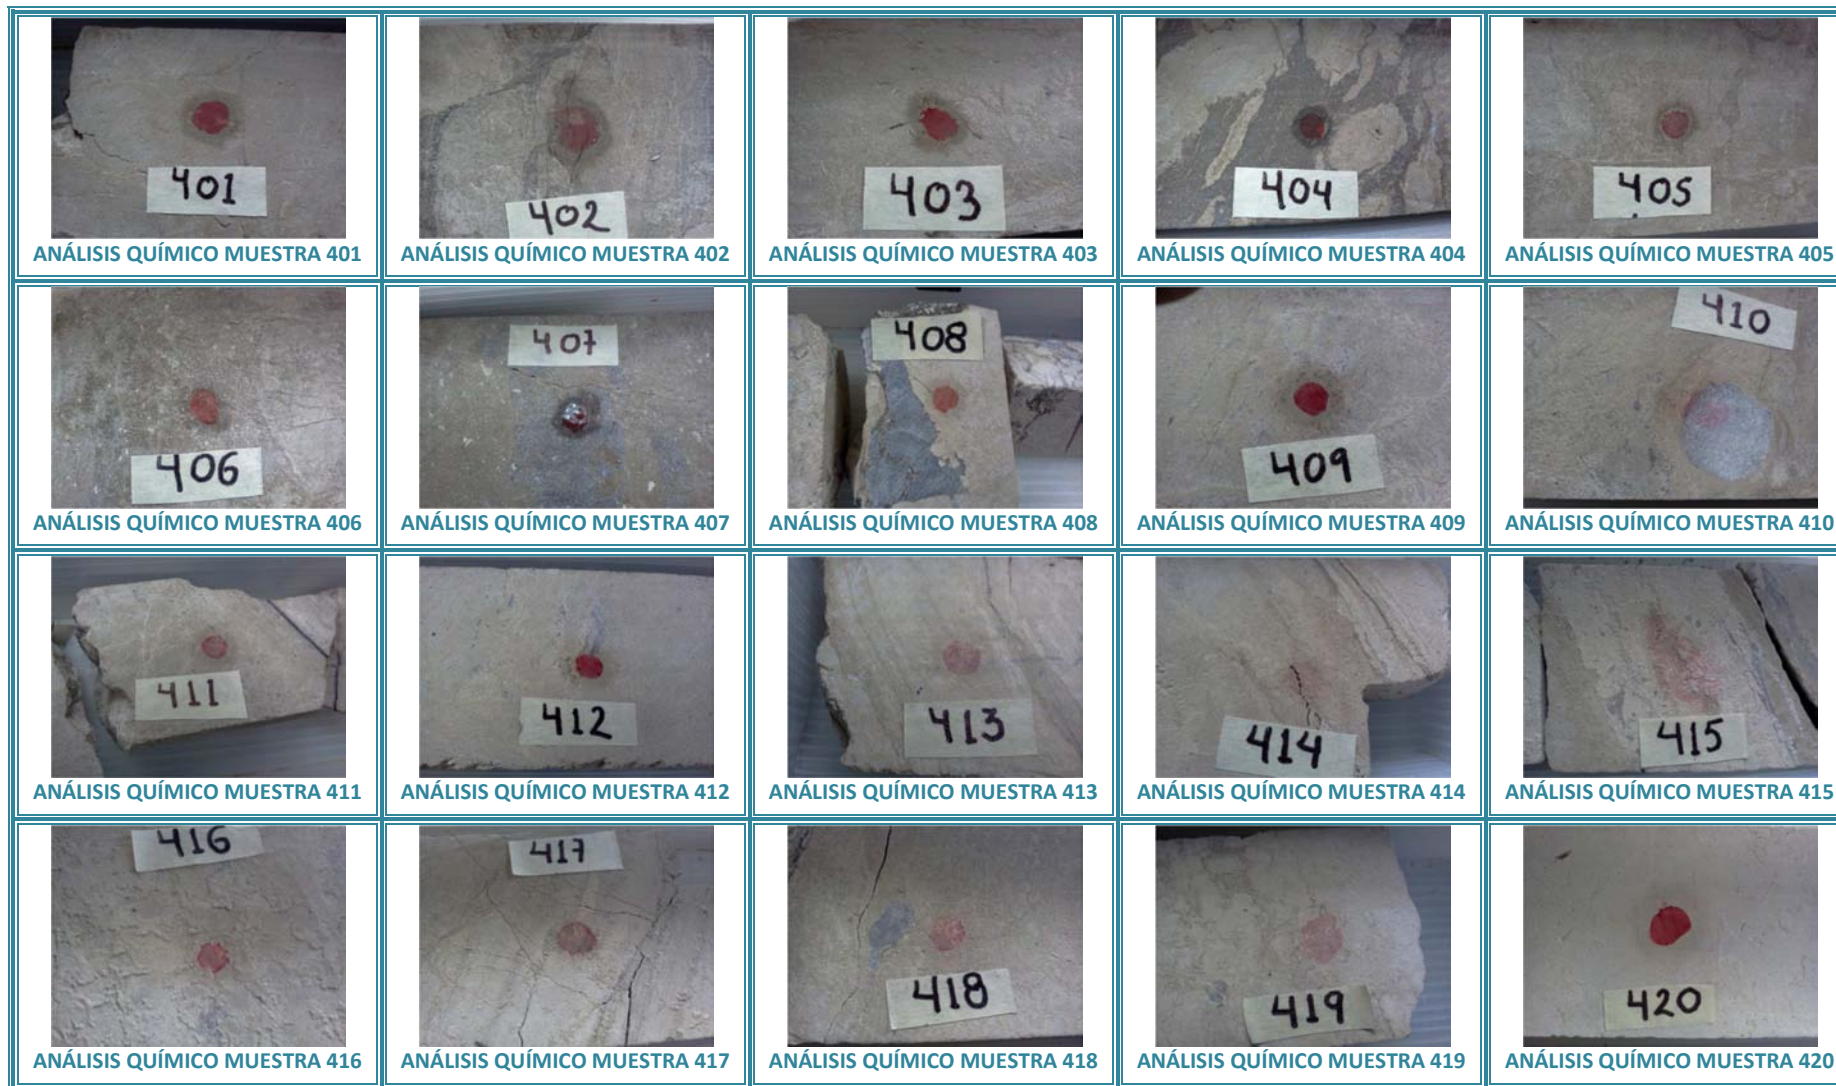 401
402
403
404
405
ANÁLISIS QUÍMICO MUESTRA 401
ANÁLISIS QUÍMICO MUESTRA 402
ANÁLISIS QUÍMICO MUESTRA 403
ANÁLISIS QUÍMICO MUESTRA 404
ANÁLISIS QUÍMICO MUESTRA 405
406
407
408
409
410
ANÁLISIS QUÍMICO MUESTRA 406
ANÁLISIS QUÍMICO MUESTRA 407
ANÁLISIS QUÍMICO MUESTRA 408
ANÁLISIS QUÍMICO MUESTRA 409
ANÁLISIS QUÍMICO MUESTRA 410
411
412
413
414
415
ANÁLISIS QUÍMICO MUESTRA 411
ANÁLISIS QUÍMICO MUESTRA 412
ANÁLISIS QUÍMICO MUESTRA 413
ANÁLISIS QUÍMICO MUESTRA 414
ANÁLISIS QUÍMICO MUESTRA 415
416
417
418
419
420
ANÁLISIS QUÍMICO MUESTRA 416
ANÁLISIS QUÍMICO MUESTRA 417
ANÁLISIS QUÍMICO MUESTRA 418
ANÁLISIS QUÍMICO MUESTRA 419
ANÁLISIS QUÍMICO MUESTRA 420